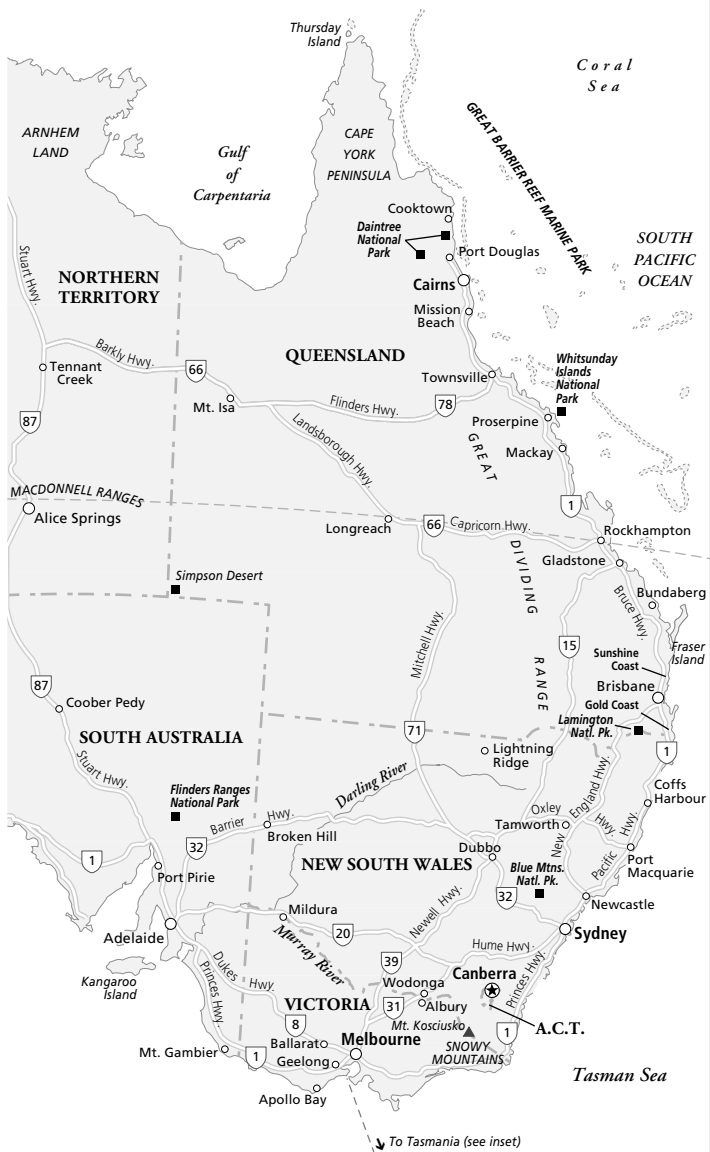 Thursday
Island
Coral
Sea
ARNHEM
LAND
Gulf
of
Carpentaria
CAPE
YORK
PENINSULA
GREAT BARRIER REEF MARINE PARK
Cooktown
Daintree
National
Park
Port Douglas
SOUTH
PACIFIC
OCEAN
Stuart Hwy.
NORTHERN
TERRITORY
Cairns
Mission
Beach
Barkly Hwy.
QUEENSLAND
Whitsunday
Islands
National
Park
Tennant
Creek
66
Townsville
Mt. Isa
Flinders Hwy.
78
87
Landsborough Hwy.
Proserpine
GREAT
Mackay
MACDONNELL RANGES
1
Alice Springs
Longreach
66
Capricorn Hwy.
Rockhampton
DIVIDING
Gladstone
Simpson Desert
Bruce Hwy.
Bundaberg
Mitchell Hwy.
15
Sunshine
Coast
Fraser
Island
RANGE
87
Brisbane
Coober Pedy
Gold Coast
Lamington
Natl. Pk.
SOUTH AUSTRALIA
71
Lightning
Ridge
1
Stuart Hwy.
Flinders Ranges
National Park
Darling River
New England Hwy.
Coffs
Harbour
Barrier Hwy.
Oxley Hwy.
32
Broken Hill
Tamworth
Pacific Hwy.
1
Dubbo
NEW SOUTH WALES
Port
Macquarie
Port Pirie
Blue Mtns.
Natl. Pk.
32
Newcastle
Newell Hwy.
Mildura
Adelaide
20
Sydney
Murray River
Hume Hwy.
Kangaroo
Island
Dukes Hwy.
39
Princes Hwy.
Wodonga
Canberra
Princes Hwy.
VICTORIA
31
Albury
8
Mt. Kosciusko
A.C.T.
Ballarat
Melbourne
SNOWY
MOUNTAINS
1
Mt. Gambier
1
Geelong
Tasman Sea
Apollo Bay
To Tasmania (see inset)